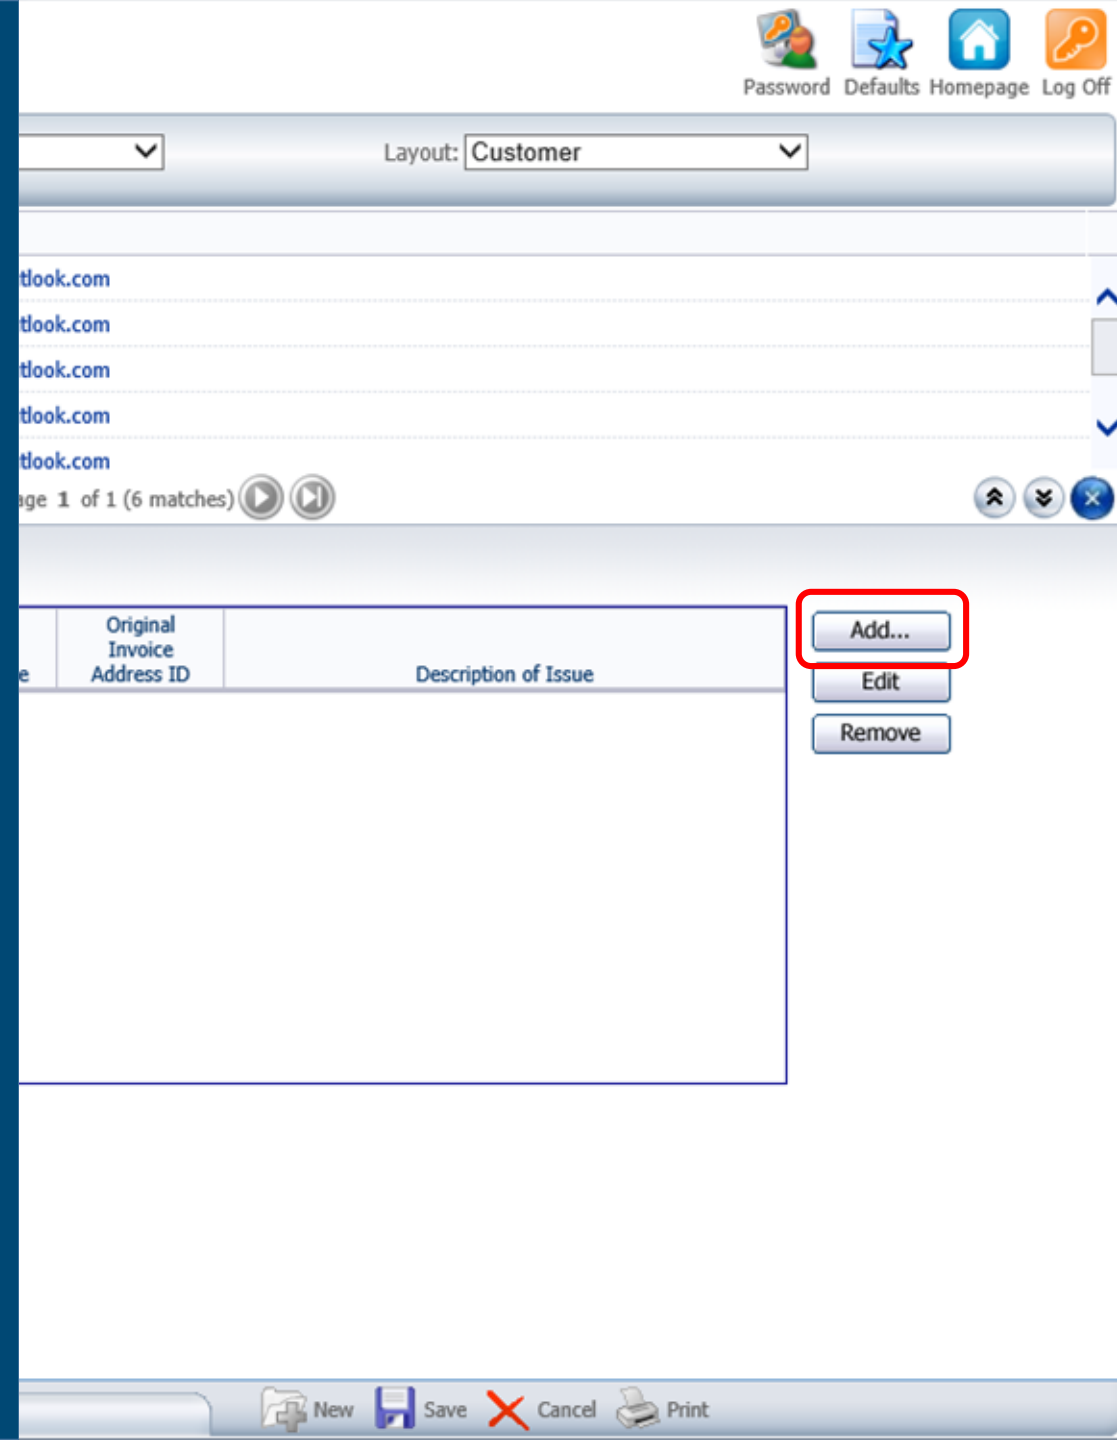 Password Defaults Homepage Log Off
Layout: Customer
tlook.com
tlook.com
tlook.com
tlook.com
tlook.com
age 1 of 1 (6 matches)
e
Original
Invoice
Address ID
Description of Issue
Add...
Edit
Remove
New Save Cancel Print